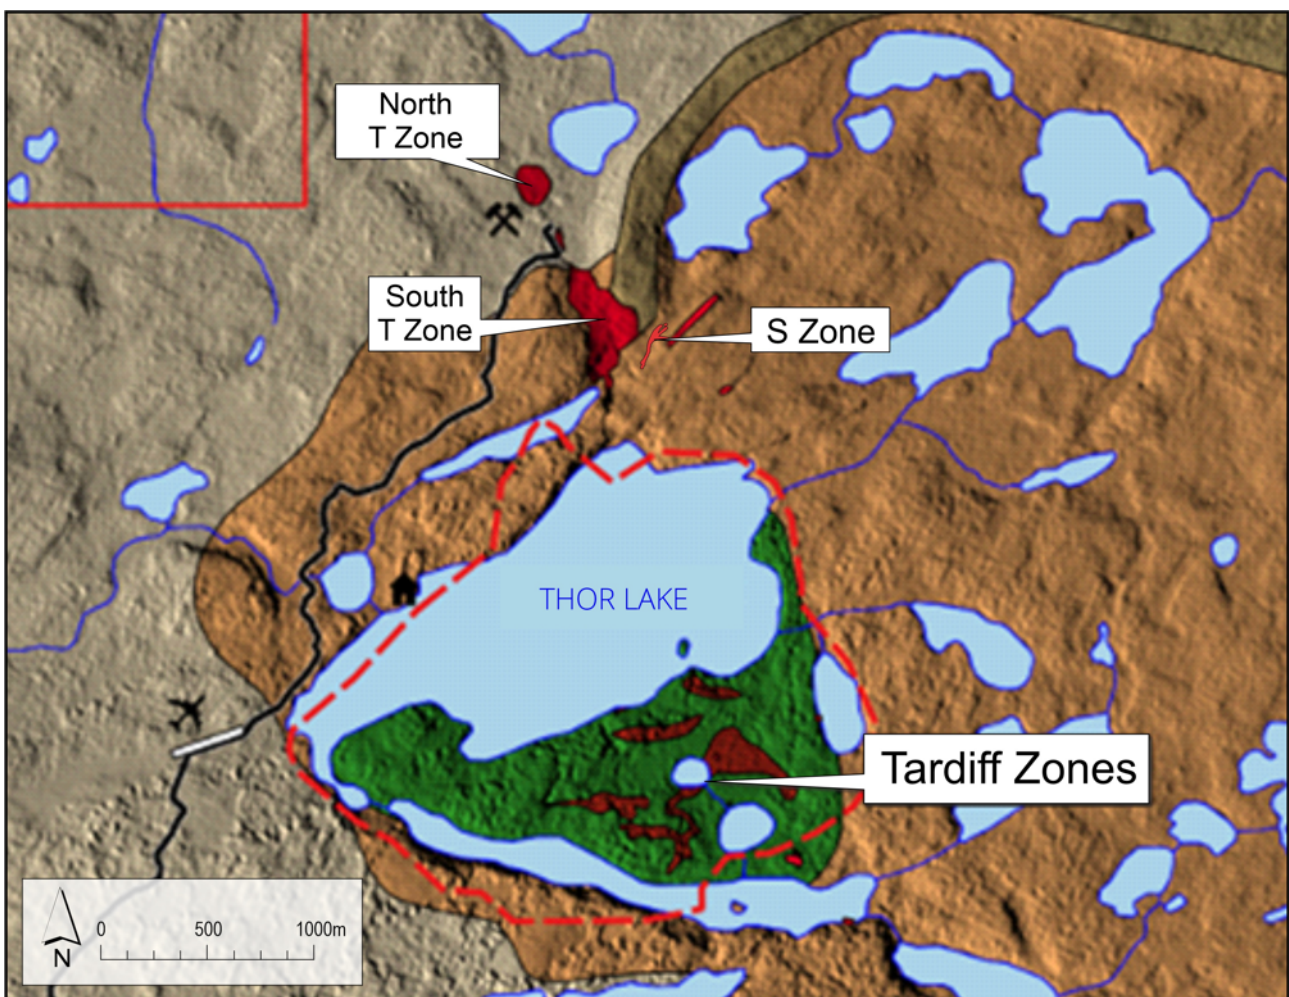 North
T Zone
South
T Zone
S Zone
THOR LAKE
Tardiff Zones
0 500 1000m
N